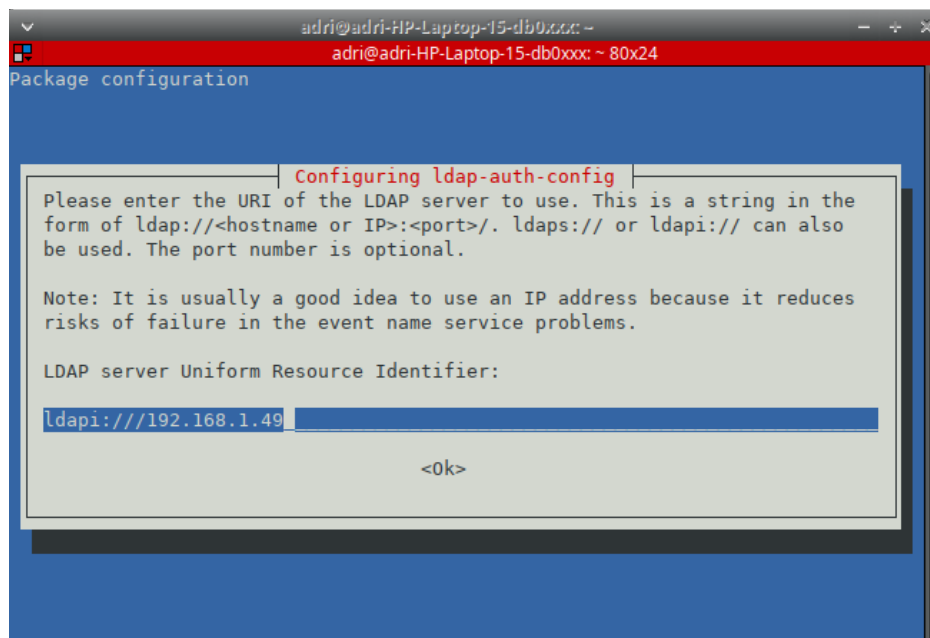 adri@adri-HP-Laptop-15-db0xxx: ~
adri@adri-HP-Laptop-15-db0xxx: ~ 80x24
Package configuration
Configuring ldap-auth-config
Please enter the URI of the LDAP server to use. This is a string in the
form of ldap://<hostname or IP>:<port>/. ldaps:// or ldapi:// can also
be used. The port number is optional.
Note: It is usually a good idea to use an IP address because it reduces
risks of failure in the event name service problems.
LDAP server Uniform Resource Identifier:
ldapi:///192.168.1.49
<Ok>